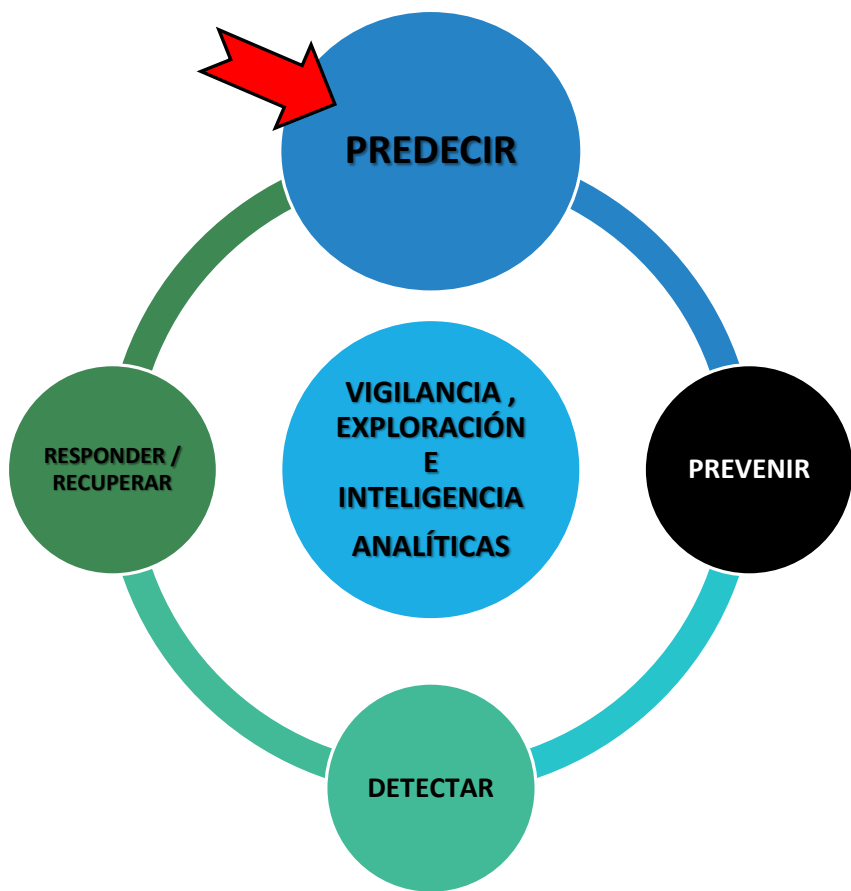 PREDECIR
VIGILANCIA ,
EXPLORACIÓN
E
INTELIGENCIA
ANALÍTICAS
RESPONDER /
RECUPERAR
PREVENIR
DETECTAR